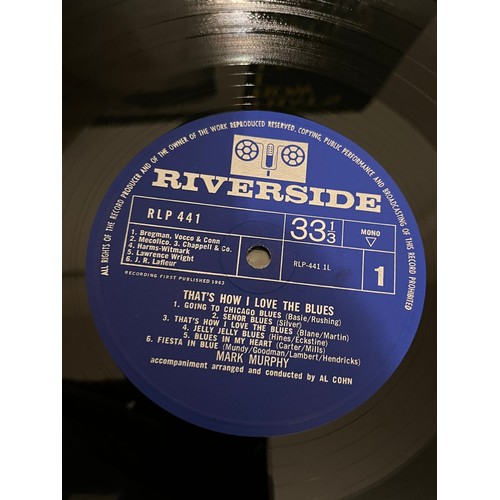 ALL RIGHTS OF THE RECORD PRODUCER AND OF THE OWNER OF THE WORK REPRODUCED RESERVED. COPYING, PUBLIC PERFORMANCE AND BROADCASTING OF THIS RECORD PROHIBITED
RIVERSIDE
RLP 441
33 1/3
MONO
1. Bregman, Vocco & Conn
2. Mecolico. 3. Chappell & Co.
4. Harms-Witmark
5. Lawrence Wright
6. J. R. Lafleur
RLP-441 1L
1
RECORDING FIRST PUBLISHED 1963
THAT'S HOW I LOVE THE BLUES
1. GOING TO CHICAGO BLUES (Basie/Rushing)
2. SENOR BLUES (Silver)
3. THAT'S HOW I LOVE THE BLUES (Blane/Martin)
4. JELLY JELLY BLUES (Hines/Eckstine)
5. BLUES IN MY HEART (Carter/Mills)
6. FIESTA IN BLUE (Mundy/Goodman/Lambert/Hendricks)
MARK MURPHY
accompaniment arranged and conducted by AL COHN